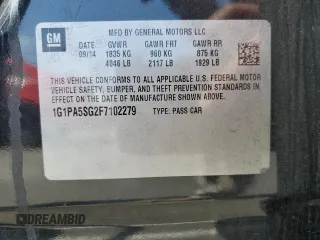 GM
MFD BY GENERAL MOTORS LLC
DATE GVWR GAWR FRT GAWR RR
09/14 1835 KG 960 KG 875 KG
4046 LB 2117 LB 1929 LB
THIS VEHICLE CONFORMS TO ALL APPLICABLE U.S. FEDERAL MOTOR
VEHICLE SAFETY, BUMPER, AND THEFT PREVENTION STANDARDS IN
EFFECT ON THE DATE OF MANUFACTURE SHOWN ABOVE.
1G1PA5SG2F7102279 TYPE: PASS CAR
DREAMBID